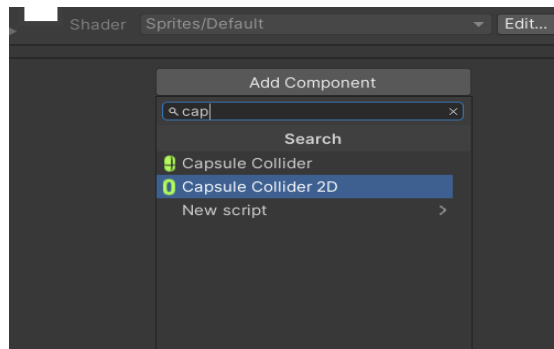 Shader Sprites/Default Edit...
Add Component
cap
Search
Capsule Collider
Capsule Collider 2D
New script